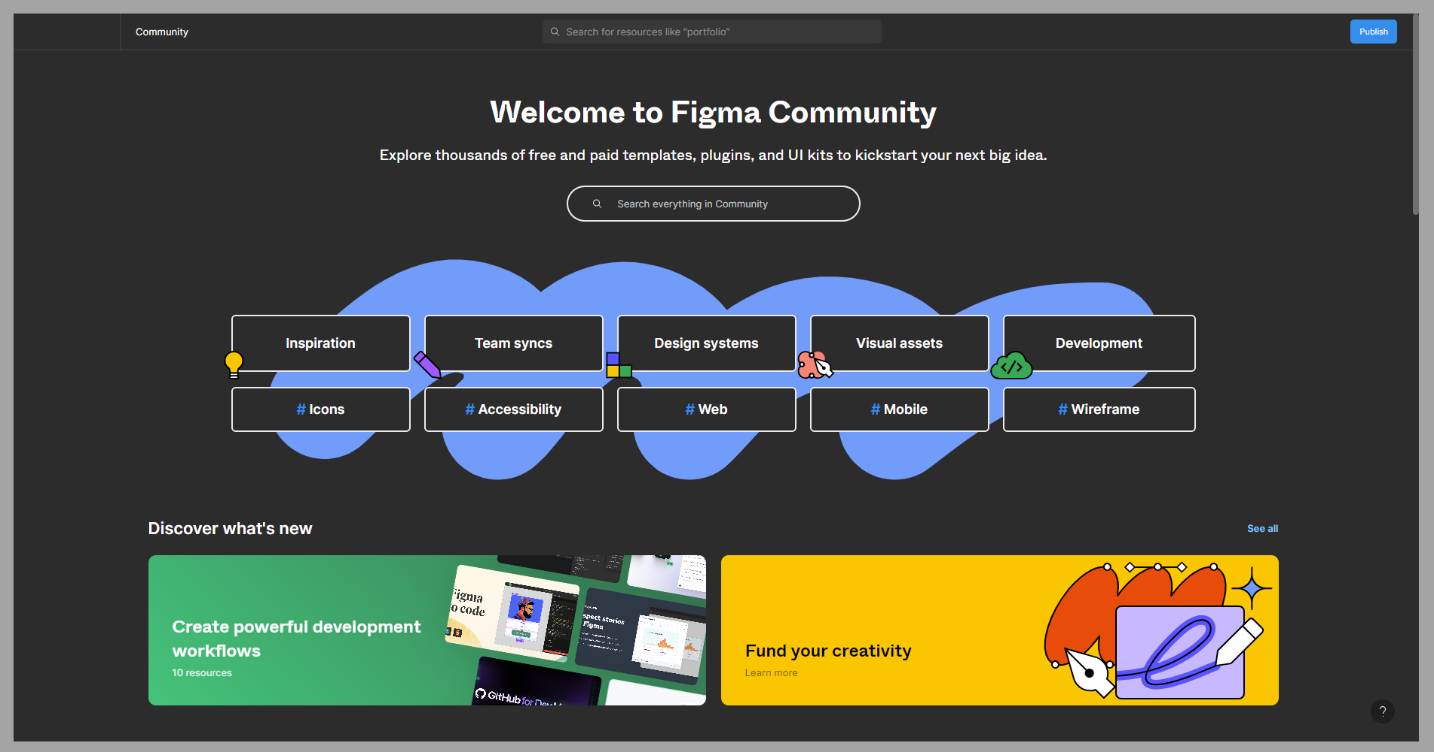 Community
Search for resources like "portfolio"
Publish
Welcome to Figma Community
Explore thousands of free and paid templates, plugins, and UI kits to kickstart your next big idea.
Search everything in Community
Inspiration
Team syncs
Design systems
Visual assets
Development
# Icons
# Accessibility
# Web
# Mobile
# Wireframe
Discover what's new
See all
Create powerful development
workflows
10 resources
Figma
o code
spect stories
Figma
GitHub for
Fund your creativity
Learn more
?